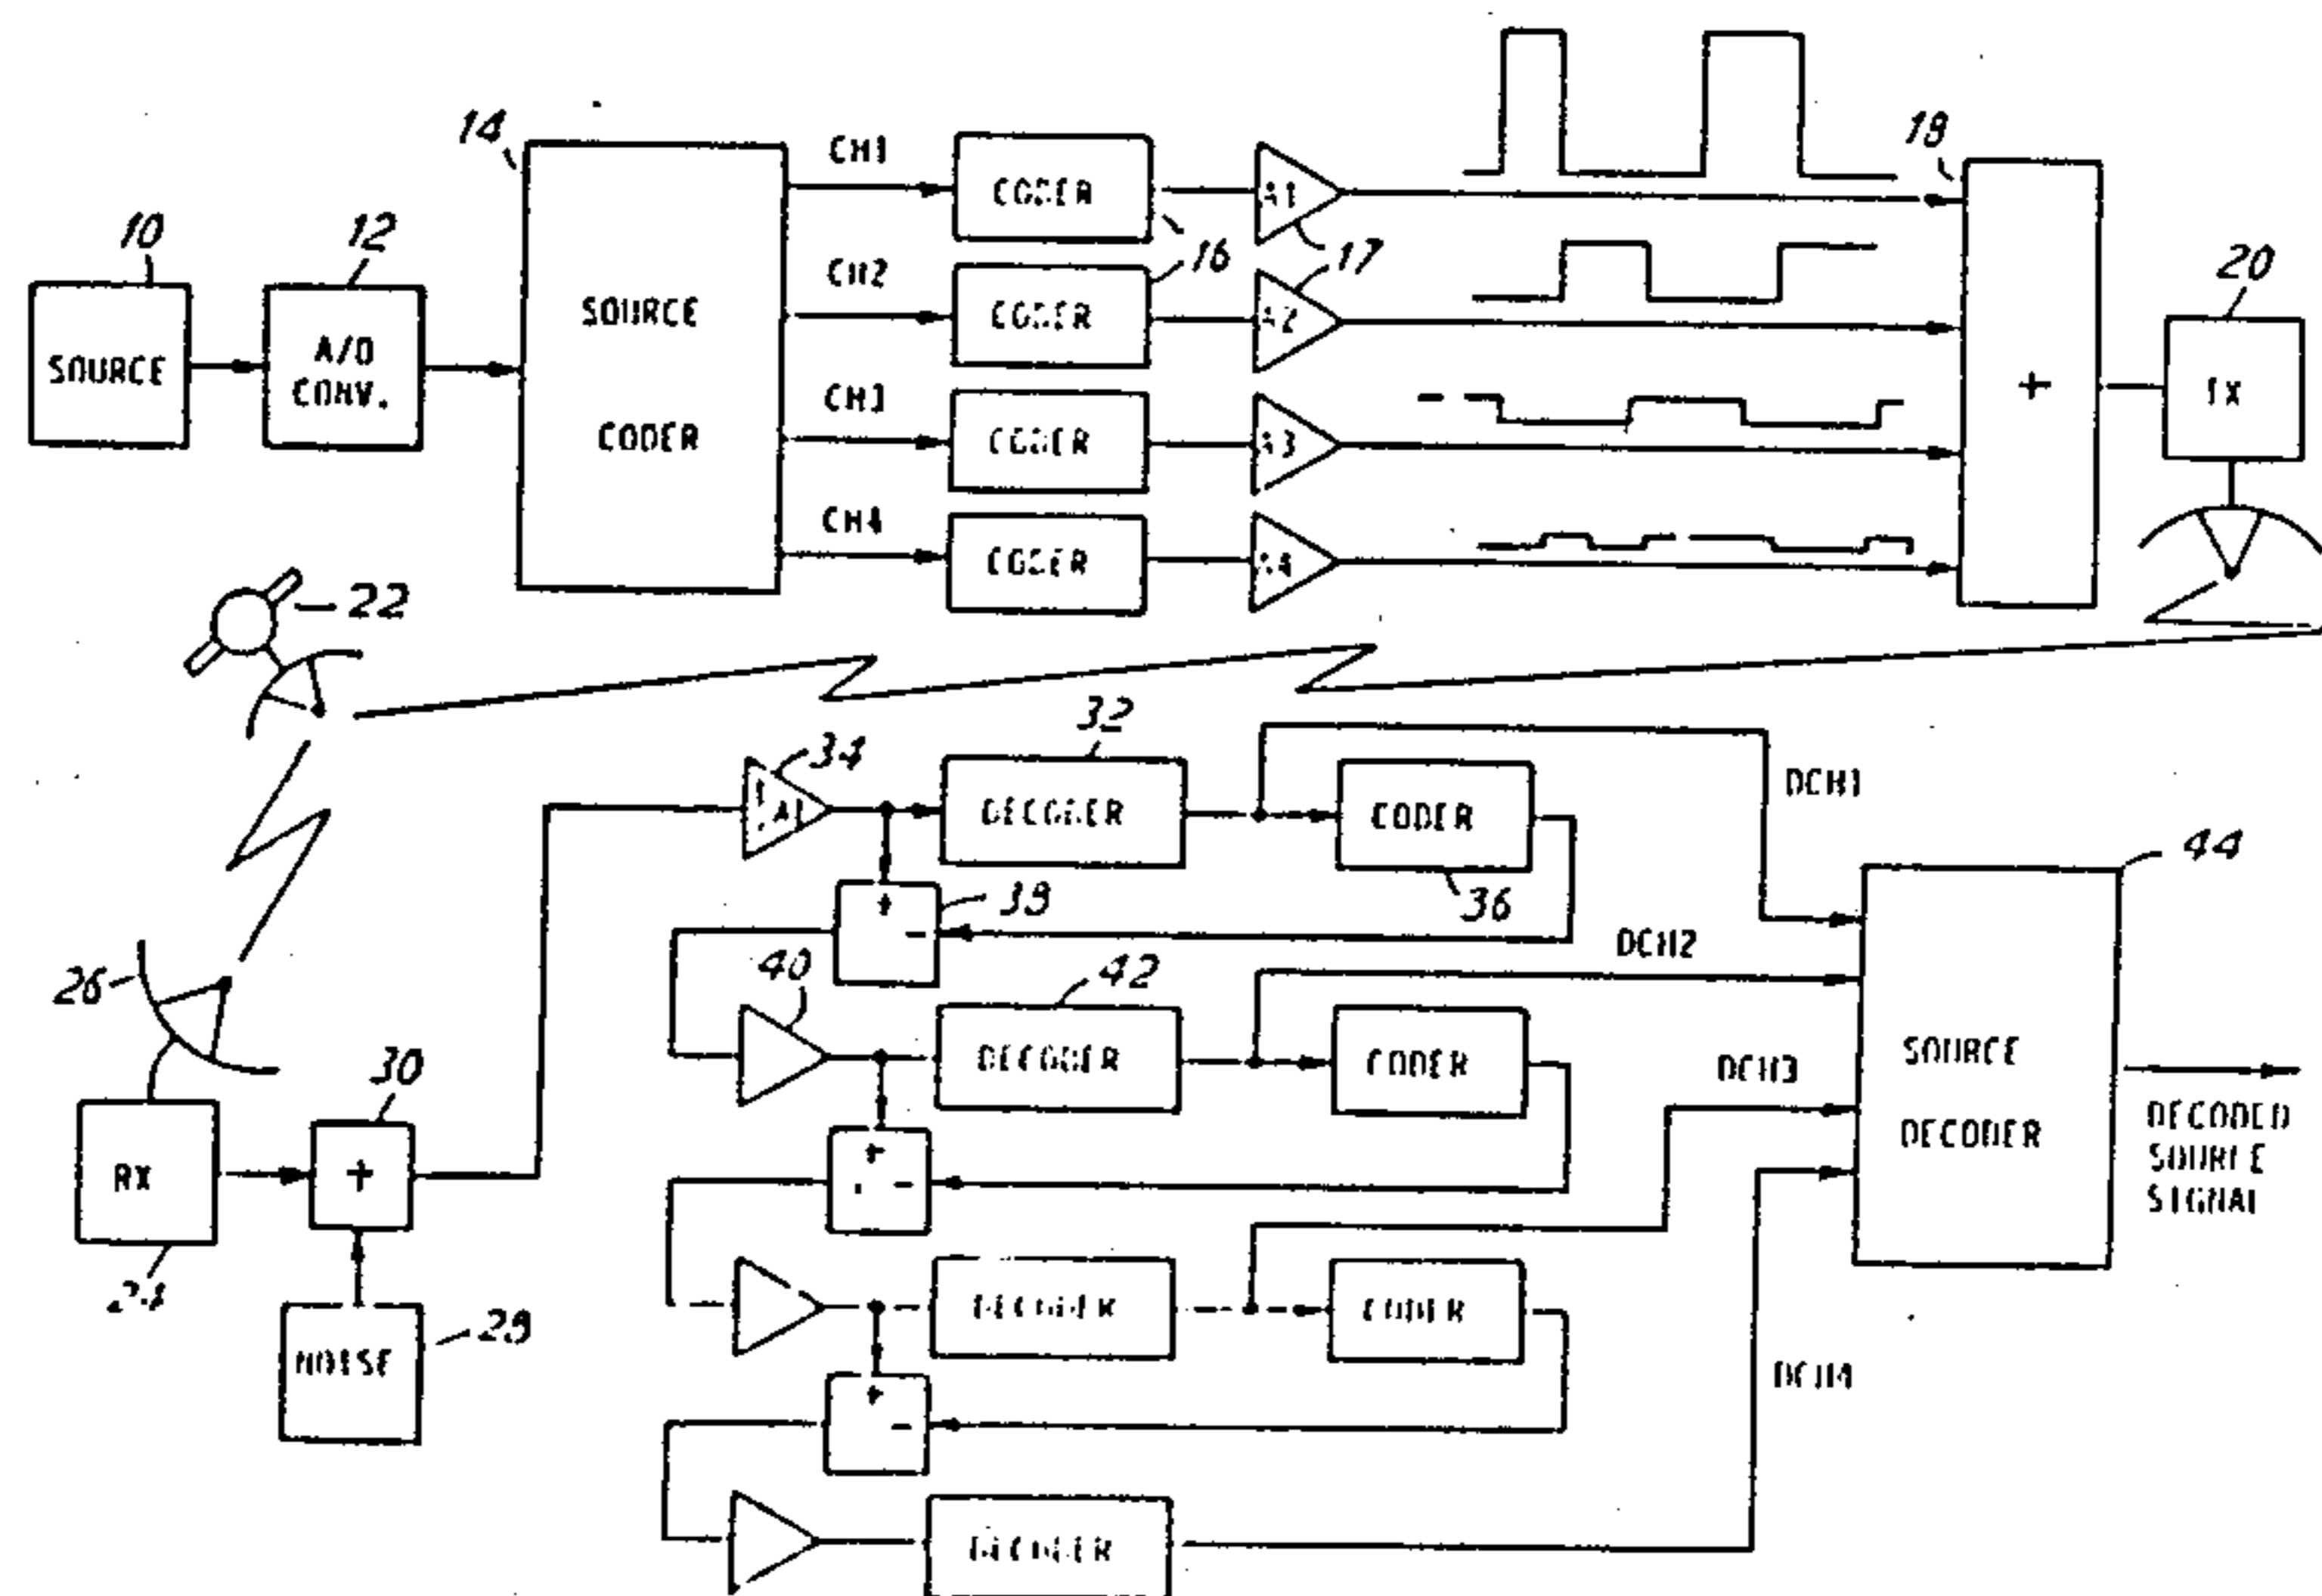 14
CH1
CODER
A1
18
10
12
CH2
16
17
20
SOURCE
A/D
CONV.
SOURCE
CODER
CODER
A2
CH3
CODER
A3
+
TX
CH4
CODER
A4
22
34
32
DECODER
CODER
DCH1
44
+
-
38
36
DCH2
26
40
42
DECODER
CODER
SOURCE
DECODER
DCH3
30
RX
+
+
-
DECODED
SOURCE
SIGNAL
24
NOISE
28
DECODER
CODER
+
-
DCH4
DECODER